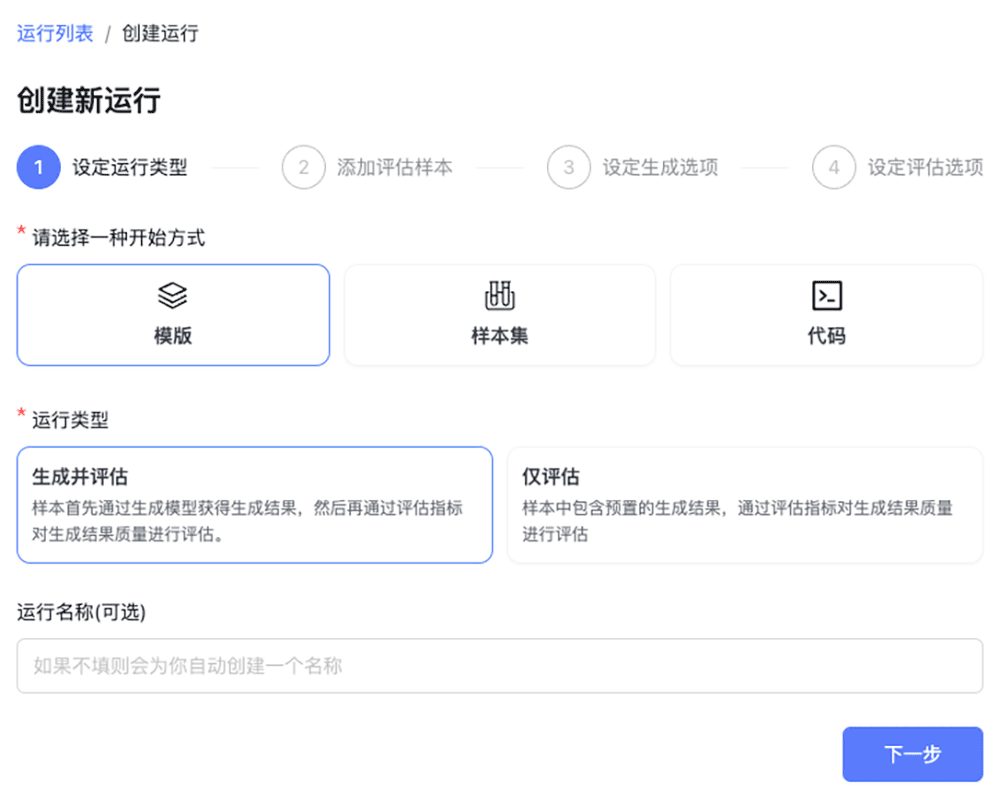 运行列表 / 创建运行
创建新运行
1 设定运行类型 2 添加评估样本 3 设定生成选项 4 设定评估选项
* 请选择一种开始方式
模版 样本集 代码
* 运行类型
生成并评估
样本首先通过生成模型获得生成结果，然后再通过评估指标
对生成结果质量进行评估。
仅评估
样本中包含预置的生成结果，通过评估指标对生成结果质量
进行评估
运行名称(可选)
如果不填则会为你自动创建一个名称
下一步